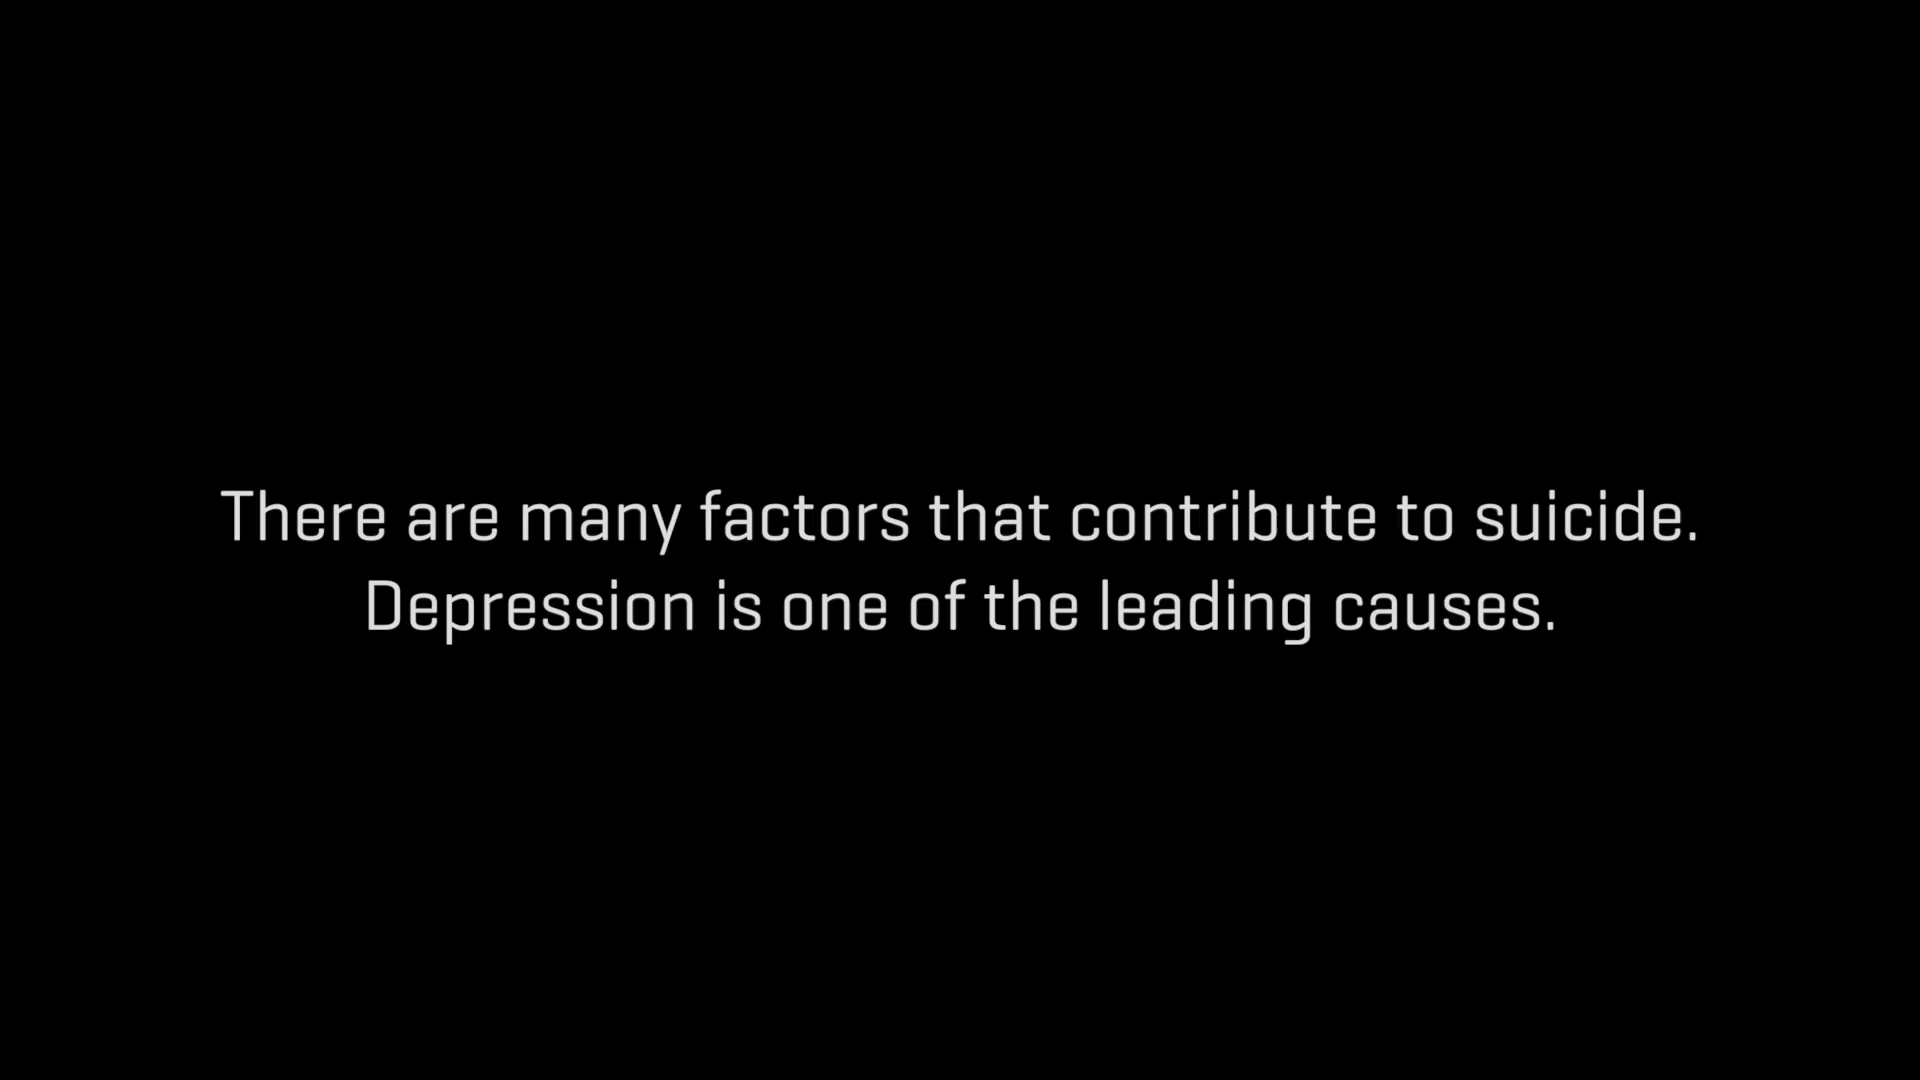 There are many factors that contribute to suicide.
Depression is one of the leading causes.